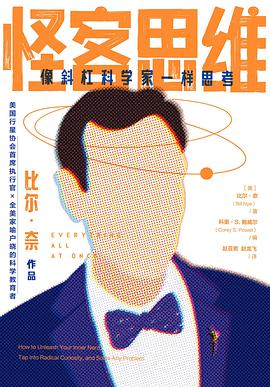 怪客思维
像斜杠科学家一样思考
美国行星协会首席执行官×全美家喻户晓的科学教育者
比尔·奈
作品
EVERYTHING
ALL
AT ONCE
[美]
比尔·奈
(Bill Nye)
著
科里·S. 鲍威尔
(Corey S. Powell)
编
赵亚男 赵龙飞
译
How to Unleash Your Inner Nerd,
Tap into Radical Curiosity, and Solve Any Problem